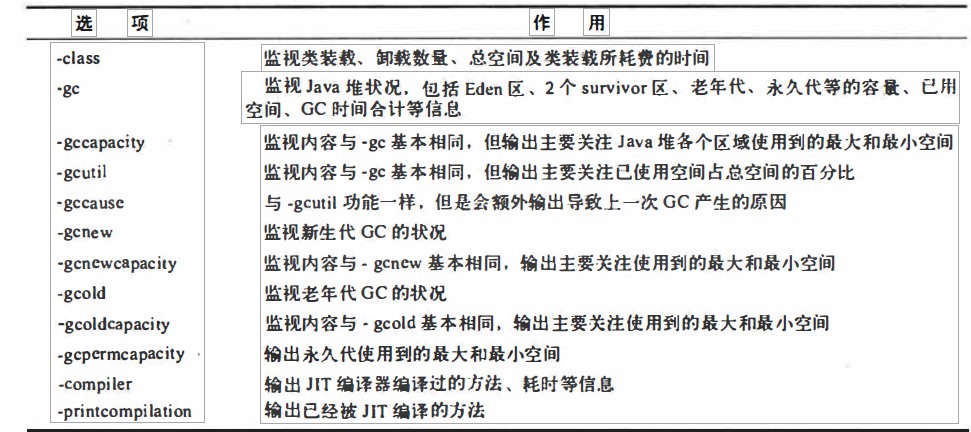 选 项 作 用
-class 监视类装载、卸载数量、总空间及类装载所耗费的时间
-gc 监视 Java 堆状况，包括 Eden 区、2 个 survivor 区、老年代、永久代等的容量、已用
空间、GC 时间合计等信息
-gccapacity 监视内容与 -gc 基本相同，但输出主要关注 Java 堆各个区域使用到的最大和最小空间
-gcutil 监视内容与 -gc 基本相同，但输出主要关注已使用空间占总空间的百分比
-gccause 与 -gcutil 功能一样，但是会额外输出导致上一次 GC 产生的原因
-gcnew 监视新生代 GC 的状况
-gcnewcapacity 监视内容与 - gcnew 基本相同，输出主要关注使用到的最大和最小空间
-gcold 监视老年代 GC 的状况
-gcoldcapacity 监视内容与 - gcold 基本相同，输出主要关注使用到的最大和最小空间
-gcpermcapacity 输出永久代使用到的最大和最小空间
-compiler 输出 JIT 编译器编译过的方法、耗时等信息
-printcompilation 输出已经被 JIT 编译的方法